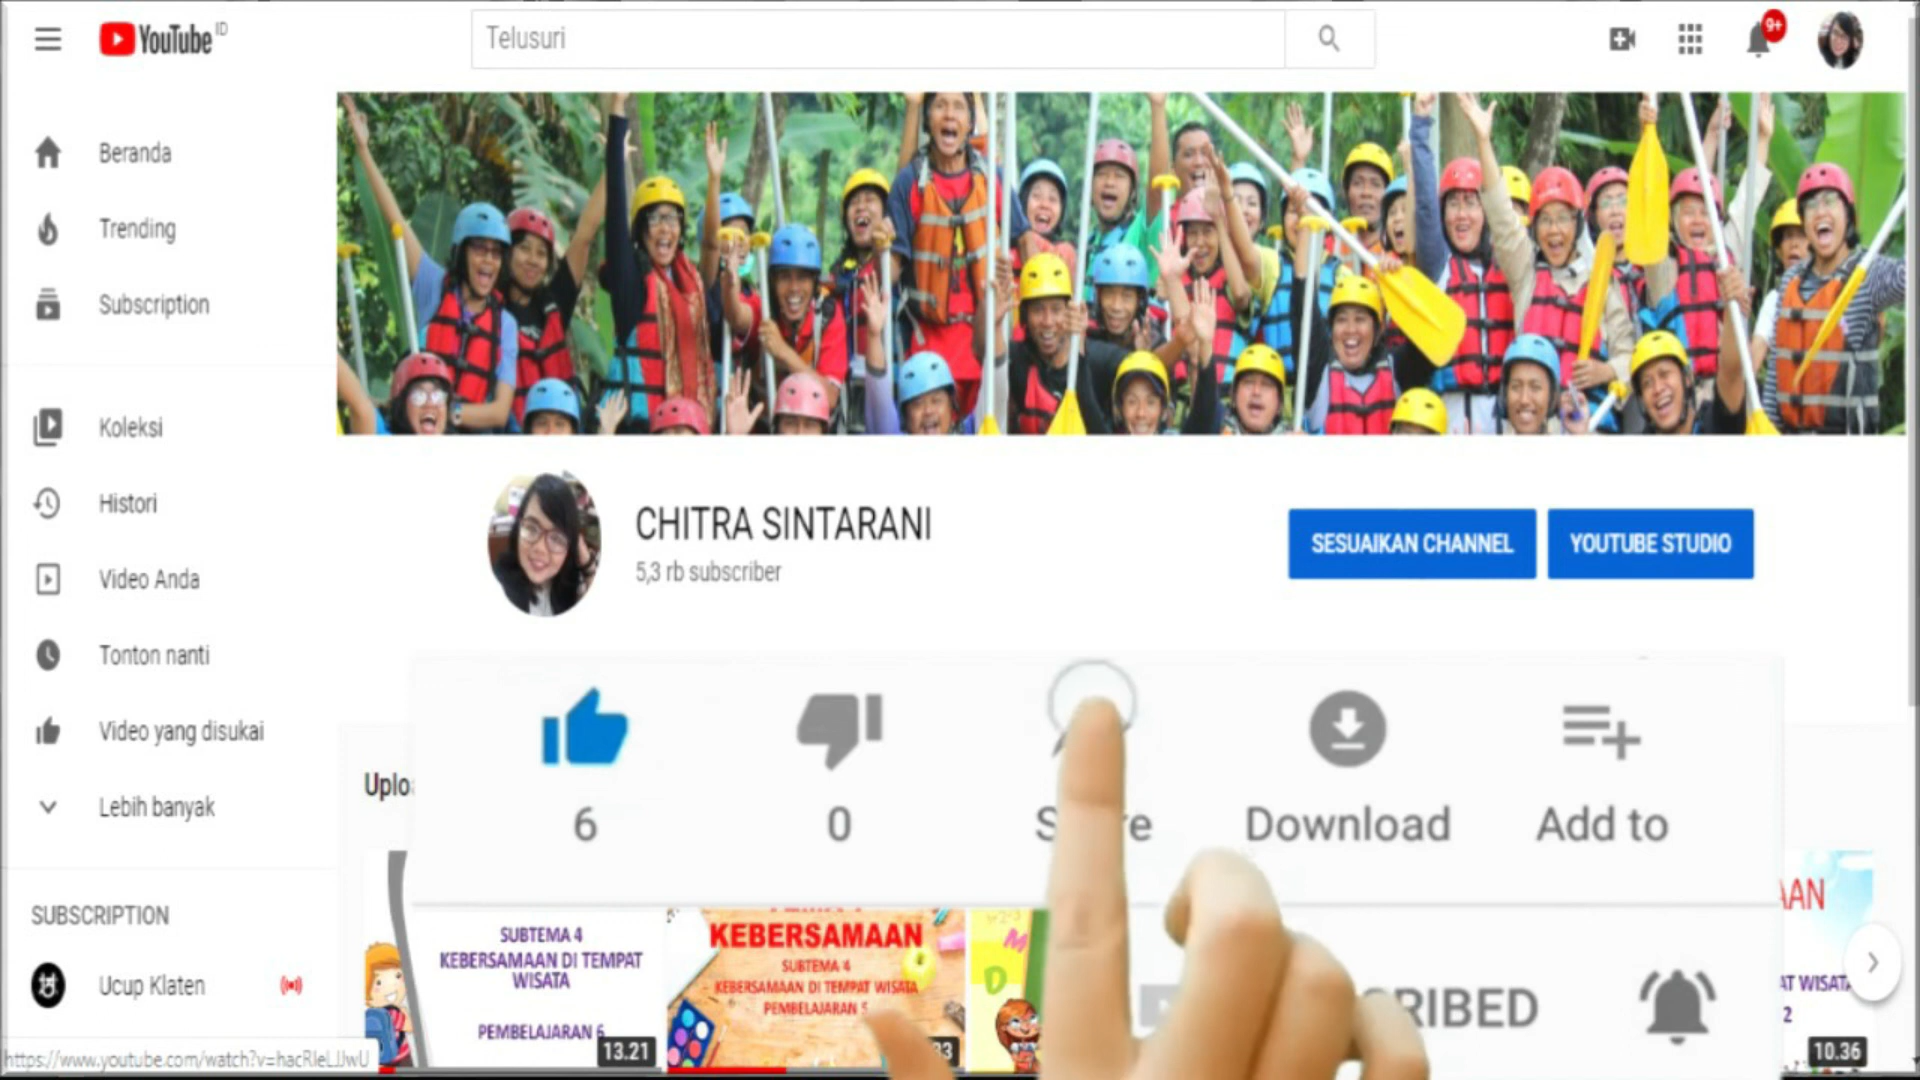 YouTube ID
Telusuri
9+
Beranda
Trending
Subscription
Koleksi
Histori
Video Anda
Tonton nanti
Video yang disukai
Lebih banyak
SUBSCRIPTION
Ucup Klaten
https://www.youtube.com/watch?v=hacRIeLJJwU
CHITRA SINTARANI
5,3 rb subscriber
SESUAIKAN CHANNEL
YOUTUBE STUDIO
6
0
Download
Add to
SUBTEMA 4
KEBERSAMAAN DI TEMPAT
WISATA
PEMBELAJARAN 6
13.21
KEBERSAMAAN
SUBTEMA 4
KEBERSAMAAN DI TEMPAT WISATA
PEMBELAJARAN 5
M
D
2
10.36